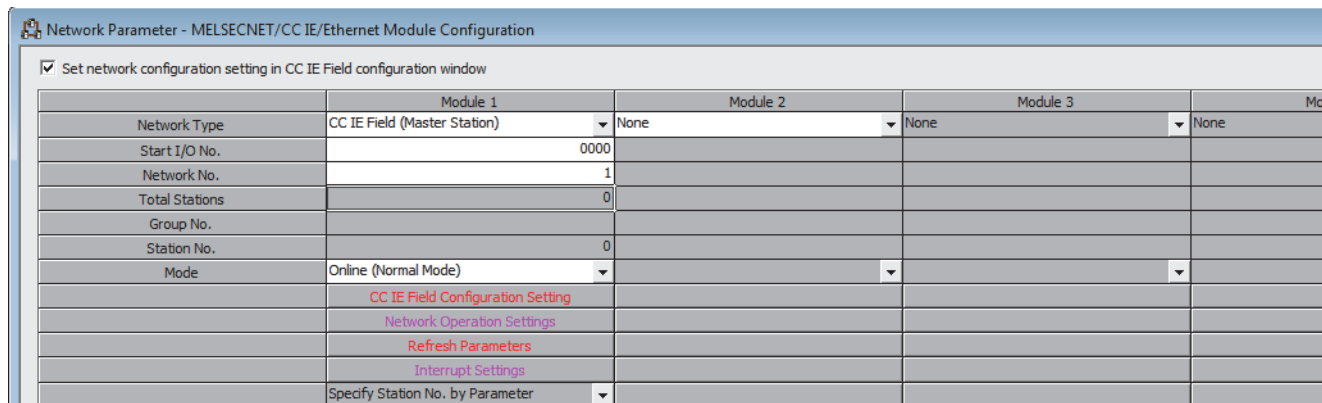 Network Parameter - MELSECNET/CC IE/Ethernet Module Configuration
Set network configuration setting in CC IE Field configuration window
Module 1 Module 2 Module 3 Mo
Network Type CC IE Field (Master Station) None None None
Start I/O No. 0000
Network No. 1
Total Stations 0
Group No.
Station No. 0
Mode Online (Normal Mode)
CC IE Field Configuration Setting
Network Operation Settings
Refresh Parameters
Interrupt Settings
Specify Station No. by Parameter